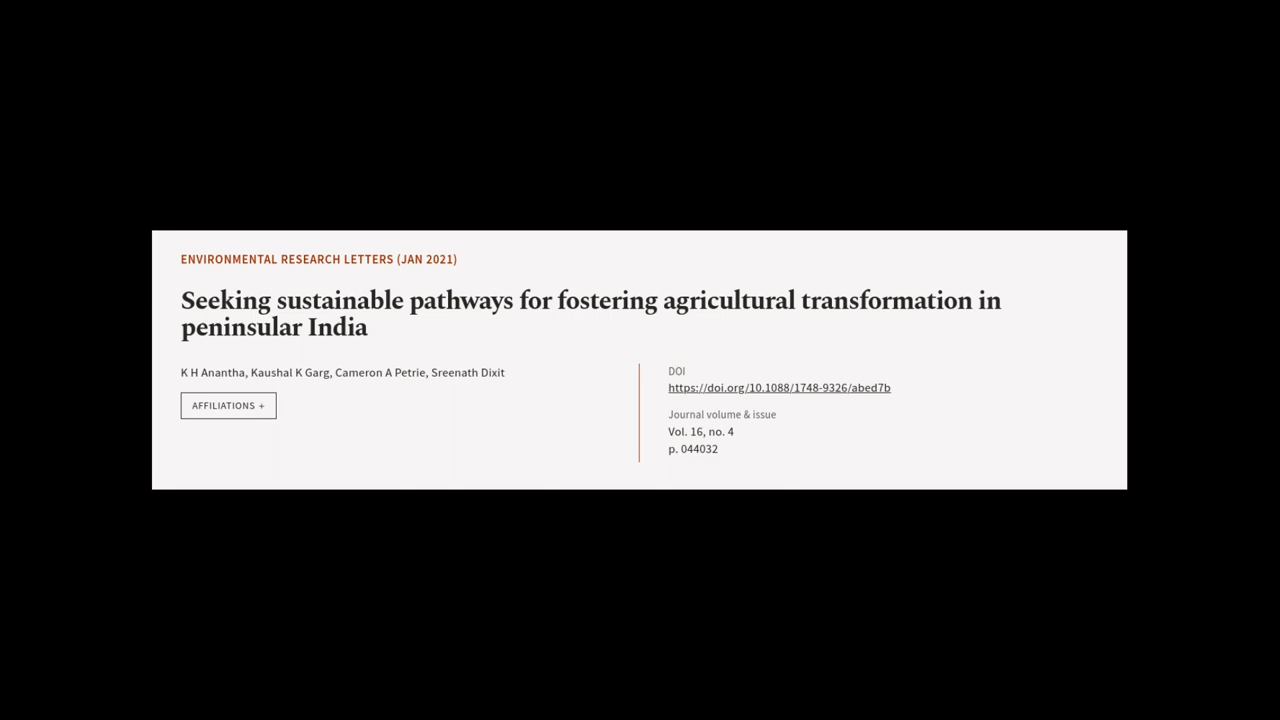 ENVIRONMENTAL RESEARCH LETTERS (JAN 2021)
Seeking sustainable pathways for fostering agricultural transformation in
peninsular India
K H Anantha, Kaushal K Garg, Cameron A Petrie, Sreenath Dixit
AFFILIATIONS +
DOI
https://doi.org/10.1088/1748-9326/abed7b
Journal volume & issue
Vol. 16, no. 4
p. 044032